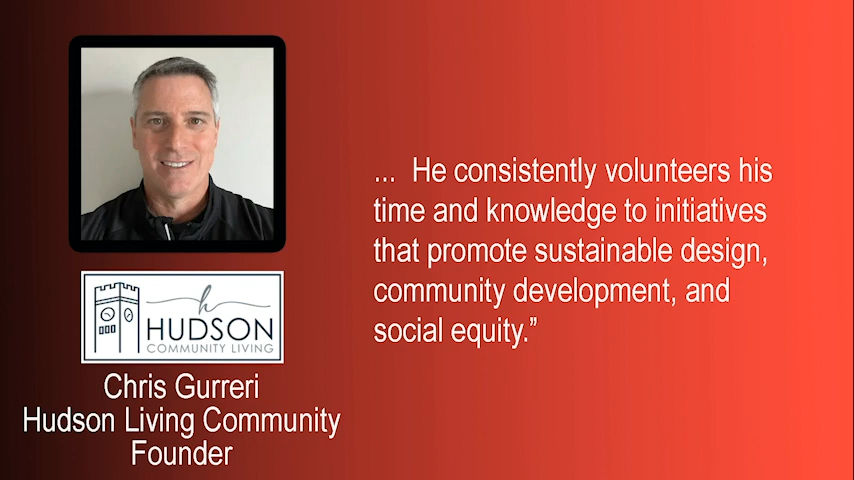 h
HUDSON
COMMUNITY LIVING
Chris Gurreri
Hudson Living Community
Founder
... He consistently volunteers his
time and knowledge to initiatives
that promote sustainable design,
community development, and
social equity.”